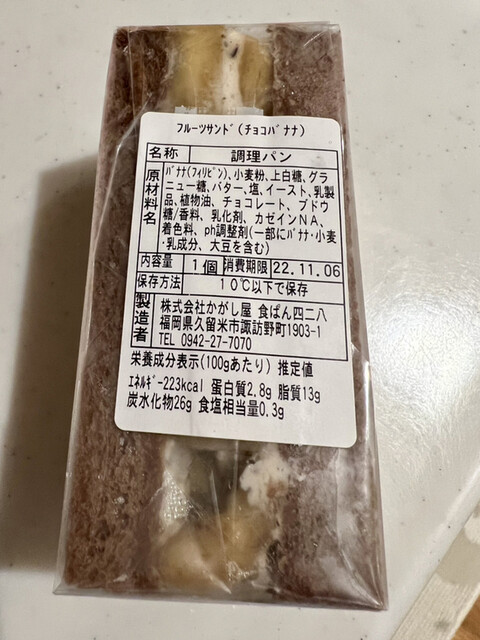 フルーツサンド(チョコバナナ)
名称 調理パン
原材料名 バナナ(フィリピン)、小麦粉、上白糖、グラ
ニュー糖、バター、塩、イースト、乳製
品、植物油、チョコレート、ブドウ
糖/香料、乳化剤、カゼインNA、
着色料、ph調整剤(一部にバナナ・小麦
・乳成分、大豆を含む)
内容量 1個 消費期限 22.11.06
保存方法 10℃以下で保存
製造者 株式会社かがし屋 食ぱん四二八
福岡県久留米市諏訪野町1903-1
TEL 0942-27-7070
栄養成分表示(100gあたり) 推定値
エネルギー223kcal 蛋白質2.8g 脂質13g
炭水化物26g 食塩相当量0.3g